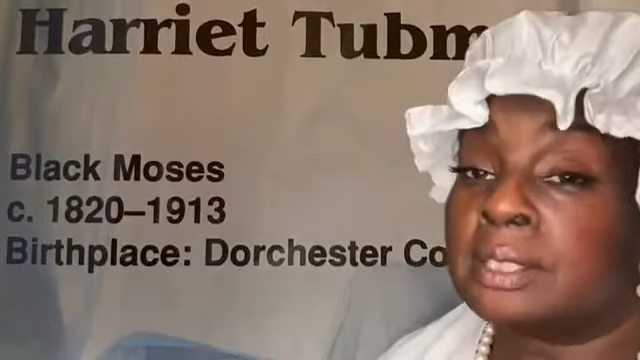 Harriet Tubm
Black Moses
c. 1820–1913
Birthplace: Dorchester Co